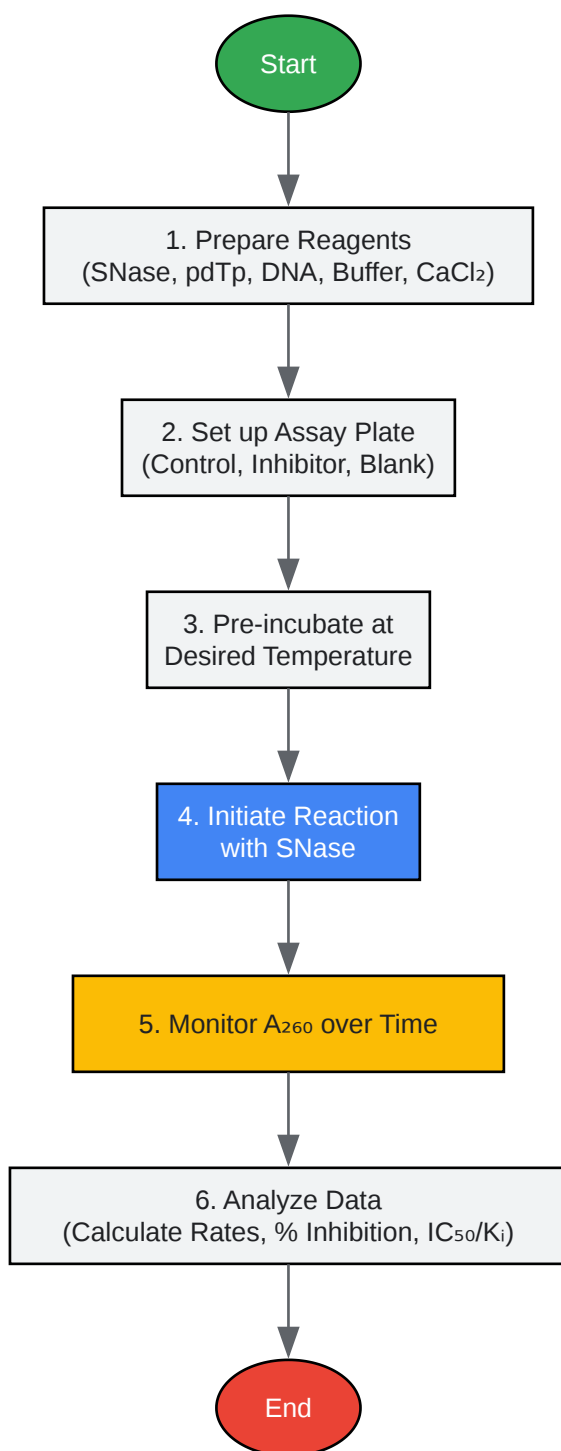 Start
1. Prepare Reagents
(SNase, pdTp, DNA, Buffer, CaCl₂)
2. Set up Assay Plate
(Control, Inhibitor, Blank)
3. Pre-incubate at
Desired Temperature
4. Initiate Reaction
with SNase
5. Monitor A₂₆₀ over Time
6. Analyze Data
(Calculate Rates, % Inhibition, IC₅₀/Kᵢ)
End